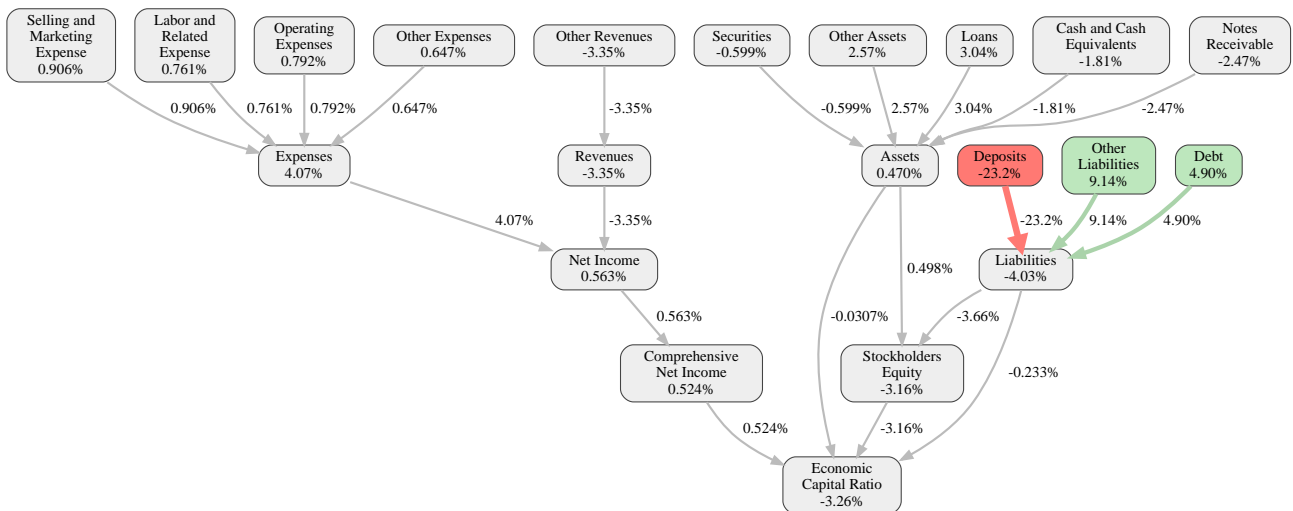 Selling and
Marketing
Expense
0.906%
Labor and
Related
Expense
0.761%
Operating
Expenses
0.792%
Other Expenses
0.647%
Other Revenues
-3.35%
Securities
-0.599%
Other Assets
2.57%
Loans
3.04%
Cash and Cash
Equivalents
-1.81%
Notes
Receivable
-2.47%
0.906%
0.761%
0.792%
0.647%
-3.35%
-0.599%
2.57%
3.04%
-1.81%
-2.47%
Expenses
4.07%
Revenues
-3.35%
Assets
0.470%
Deposits
-23.2%
Other
Liabilities
9.14%
Debt
4.90%
4.07%
-3.35%
-23.2%
9.14%
4.90%
Net Income
0.563%
0.498%
Liabilities
-4.03%
0.563%
-0.0307%
-3.66%
Comprehensive
Net Income
0.524%
Stockholders
Equity
-3.16%
-0.233%
0.524%
-3.16%
Economic
Capital Ratio
-3.26%